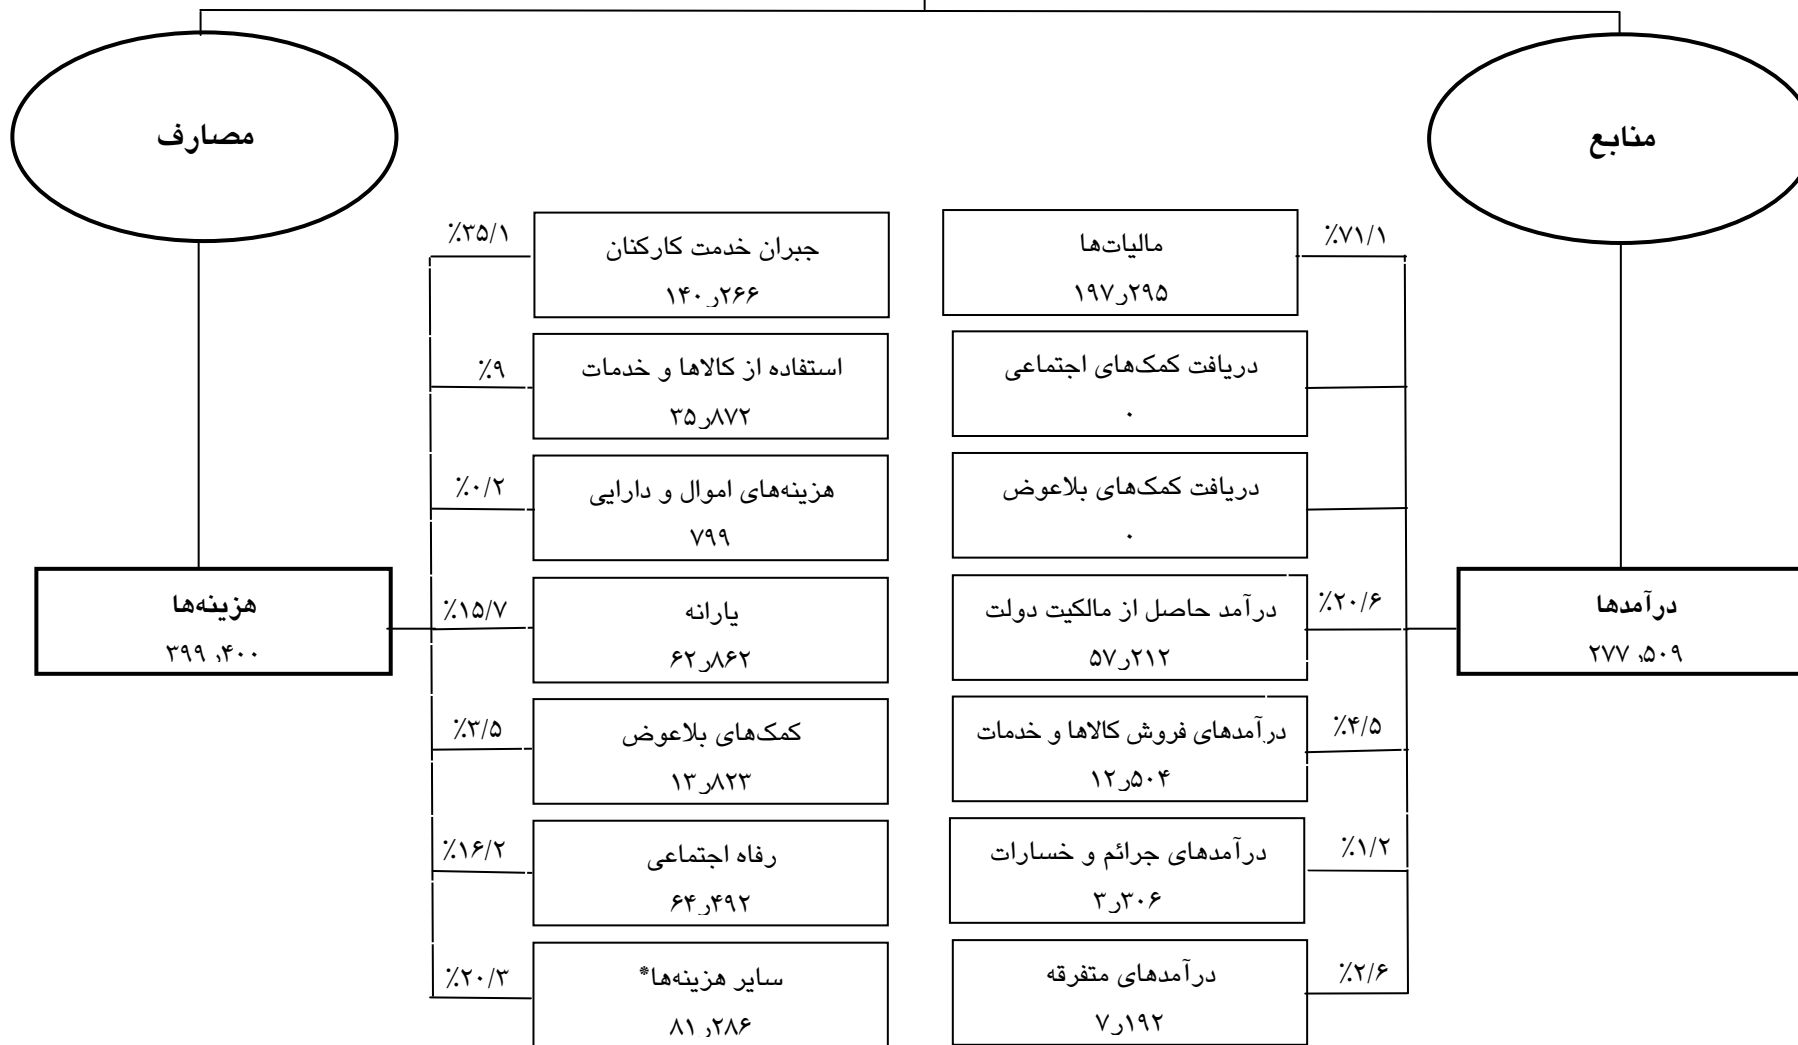 منابع
مصارف
درآمدها
۲۷۷٫۵۰۹
٪۷۱/۱
مالیات‌ها
۱۹۷٫۲۹۵
دریافت کمک‌های اجتماعی
۰
دریافت کمک‌های بلاعوض
۰
٪۲۰/۶
درآمد حاصل از مالکیت دولت
۵۷٫۲۱۲
٪۴/۵
درآمدهای فروش کالاها و خدمات
۱۲٫۵۰۴
٪۱/۲
درآمدهای جرائم و خسارات
۳٫۳۰۶
٪۲/۶
درآمدهای متفرقه
۷٫۱۹۲
جبران خدمت کارکنان
۱۴۰٫۲۶۶
٪۳۵/۱
استفاده از کالاها و خدمات
۳۵٫۸۷۲
٪۹
هزینه‌های اموال و دارایی
۷۹۹
٪۰/۲
یارانه
۶۲٫۸۶۲
٪۱۵/۷
کمک‌های بلاعوض
۱۳٫۸۲۳
٪۳/۵
رفاه اجتماعی
۶۴٫۴۹۲
٪۱۶/۲
سایر هزینه‌ها*
۸۱٫۲۸۶
٪۲۰/۳
هزینه‌ها
۳۹۹٫۴۰۰